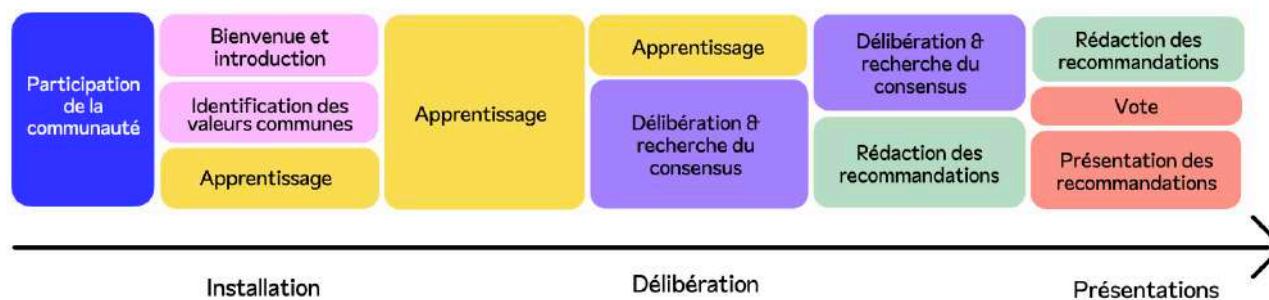 Participation
de la
communauté
Bienvenue et
introduction
Identification des
valeurs communes
Apprentissage
Apprentissage
Apprentissage
Délibération &
recherche du
consensus
Délibération &
recherche du
consensus
Rédaction des
recommandations
Rédaction des
recommandations
Vote
Présentation des
recommandations
Installation
Délibération
Présentations